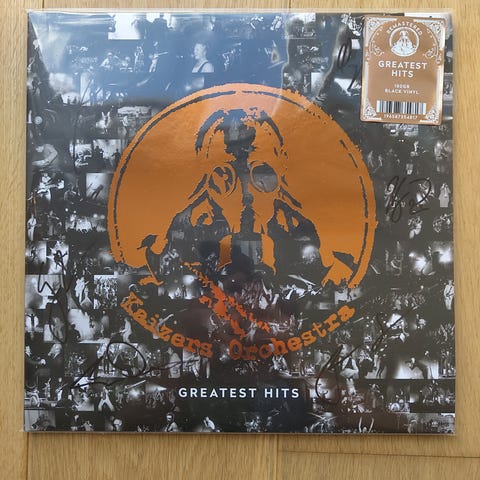 REMASTERED
GREATEST
HITS
180GR
BLACK VINYL
Kaizers Orchestra
GREATEST HITS